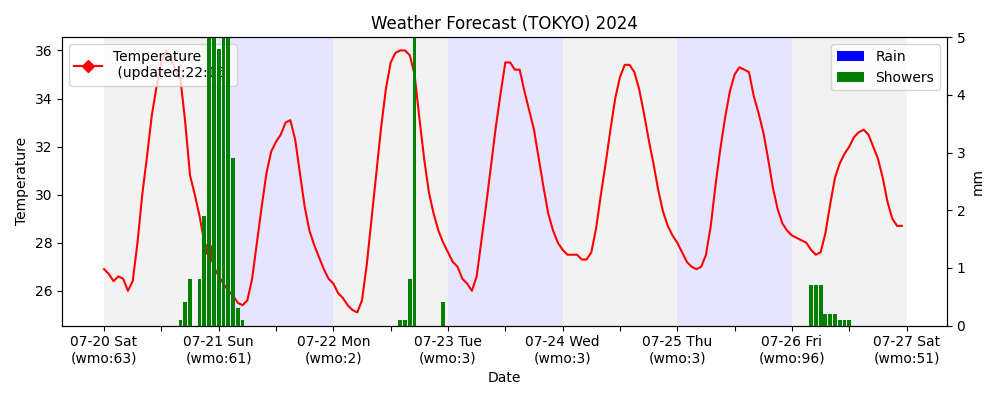 Weather Forecast (TOKYO) 2024
Temperature
Rain
Showers
36
34
32
30
28
26
Temperature
5
4
3
2
1
0
mm
07-20 Sat
(wmo:63)
07-21 Sun
(wmo:61)
07-22 Mon
(wmo:2)
07-23 Tue
(wmo:3)
07-24 Wed
(wmo:3)
07-25 Thu
(wmo:3)
07-26 Fri
(wmo:96)
07-27 Sat
(wmo:51)
Date